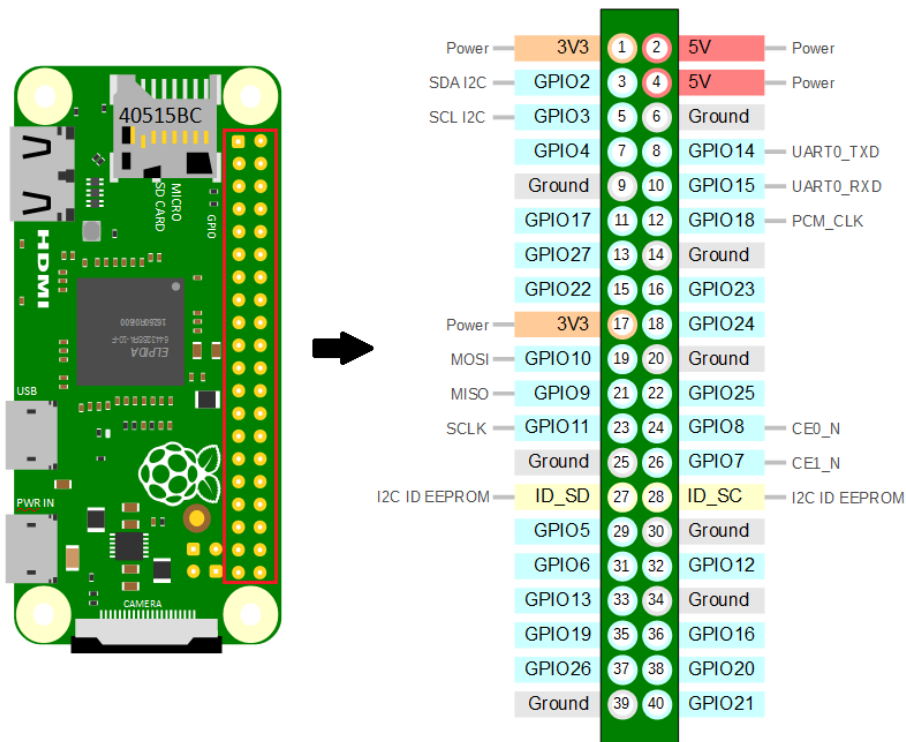 40515BC
MICRO
SD CARD
GPIO
HDMI
ELPIDA
USB
PWR IN
CAMERA
Power 3V3 1 2 5V Power
SDA I2C GPIO2 3 4 5V Power
SCL I2C GPIO3 5 6 Ground
GPIO4 7 8 GPIO14 UART0_TXD
Ground 9 10 GPIO15 UART0_RXD
GPIO17 11 12 GPIO18 PCM_CLK
GPIO27 13 14 Ground
GPIO22 15 16 GPIO23
Power 3V3 17 18 GPIO24
MOSI GPIO10 19 20 Ground
MISO GPIO9 21 22 GPIO25
SCLK GPIO11 23 24 GPIO8 CE0_N
Ground 25 26 GPIO7 CE1_N
I2C ID EEPROM ID_SD 27 28 ID_SC I2C ID EEPROM
GPIO5 29 30 Ground
GPIO6 31 32 GPIO12
GPIO13 33 34 Ground
GPIO19 35 36 GPIO16
GPIO26 37 38 GPIO20
Ground 39 40 GPIO21